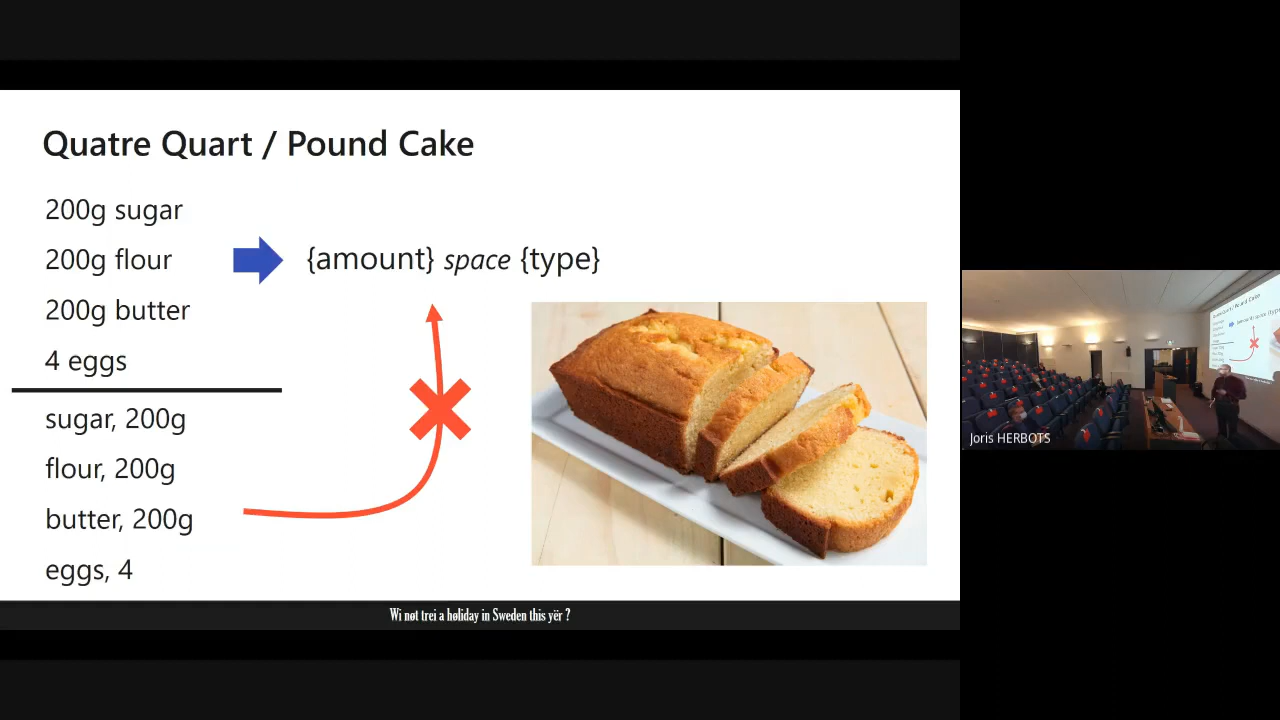 Quatre Quart / Pound Cake
200g sugar
200g flour
{amount} space {type}
200g butter
4 eggs
sugar, 200g
flour, 200g
butter, 200g
eggs, 4
Wi nøt trei a høliday in Sweden this yër ?
Joris HERBOTS